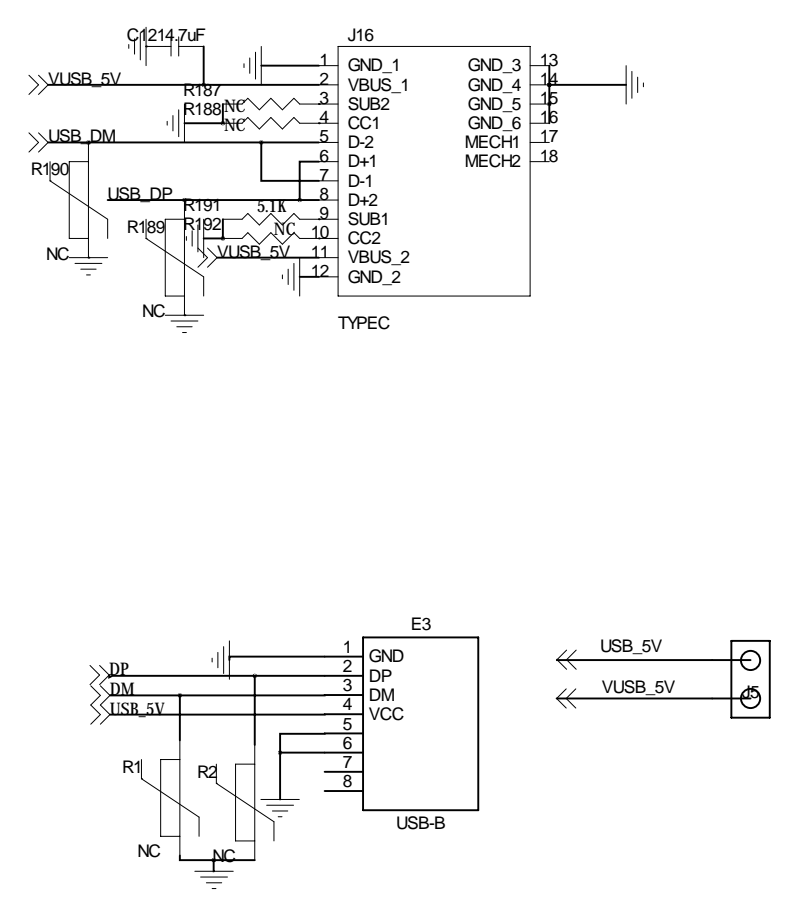 C1214.7uF
J16
1 GND_1 GND_3 13
VUSB_5V 2 VBUS_1 GND_4 14
R187 NC 3 SUB2 GND_5 15
R188 NC 4 CC1 GND_6 16
USB_DM 5 D-2 MECH1 17
6 D+1 MECH2 18
R190 7 D-1
USB_DP 8 D+2
R191 5.1K 9 SUB1
R189 R192 NC 10 CC2
NC VUSB_5V 11 VBUS_2
12 GND_2
NC
TYPEC
E3
1 GND
DP 2 DP
DM 3 DM
USB_5V 4 VCC
5
6
7
8
R1 R2
NC NC
USB-B
USB_5V
VUSB_5V J5